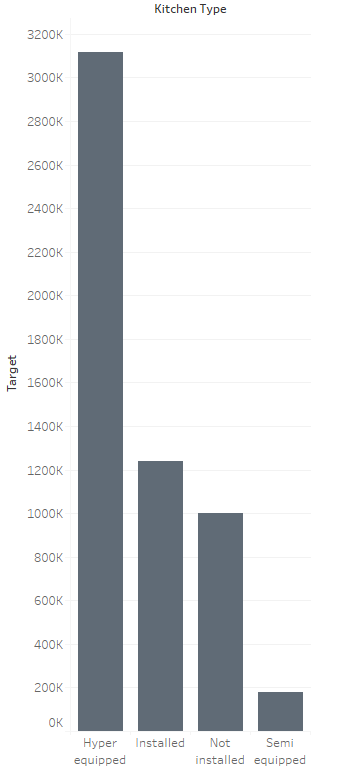 Kitchen Type
3200K
3000K
2800K
2600K
2400K
2200K
2000K
1800K
1600K
1400K
1200K
1000K
800K
600K
400K
200K
0K
Target
Hyper
equipped
Installed
Not
installed
Semi
equipped